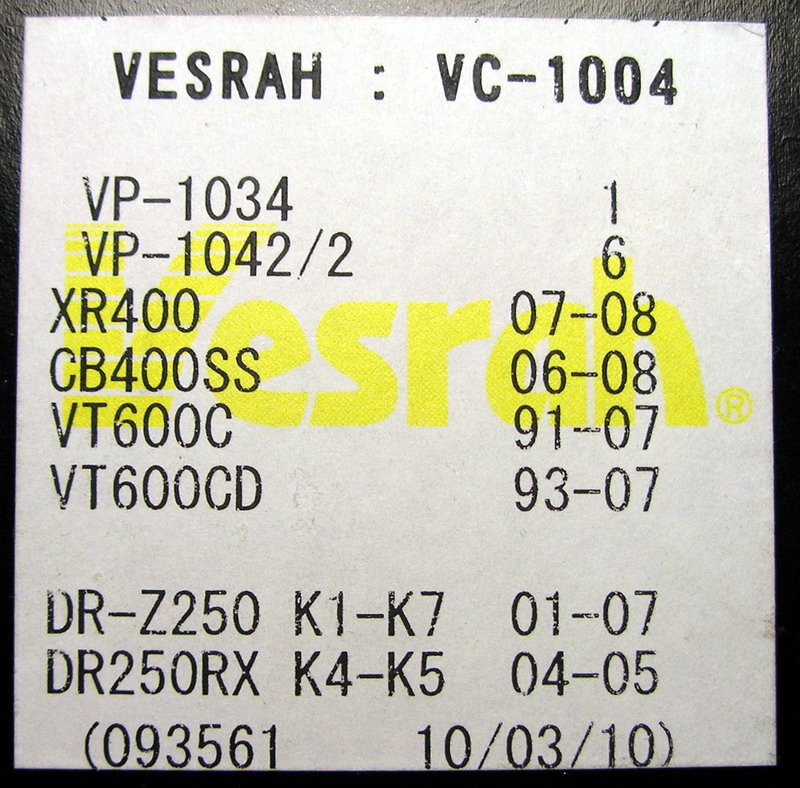 VESRAH : VC-1004
VP-1034 1
VP-1042/2 6
Vesrah®
XR400 07-08
CB400SS 06-08
VT600C 91-07
VT600CD 93-07
DR-Z250 K1-K7 01-07
DR250RX K4-K5 04-05
(093561 10/03/10)